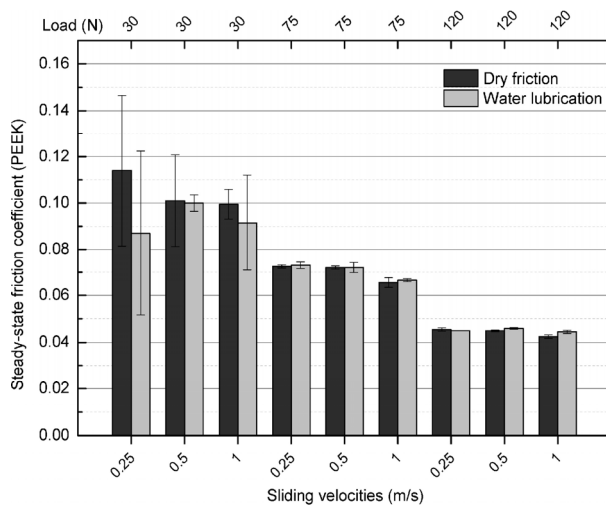 Load (N) 30 30 30 75 75 75 120 120 120
0.16
Dry friction
Water lubrication
0.14
0.12
0.10
0.08
0.06
0.04
0.02
0.00
Steady-state friction coefficient (PEEK)
0.25 0.5 1 0.25 0.5 1 0.25 0.5 1
Sliding velocities (m/s)